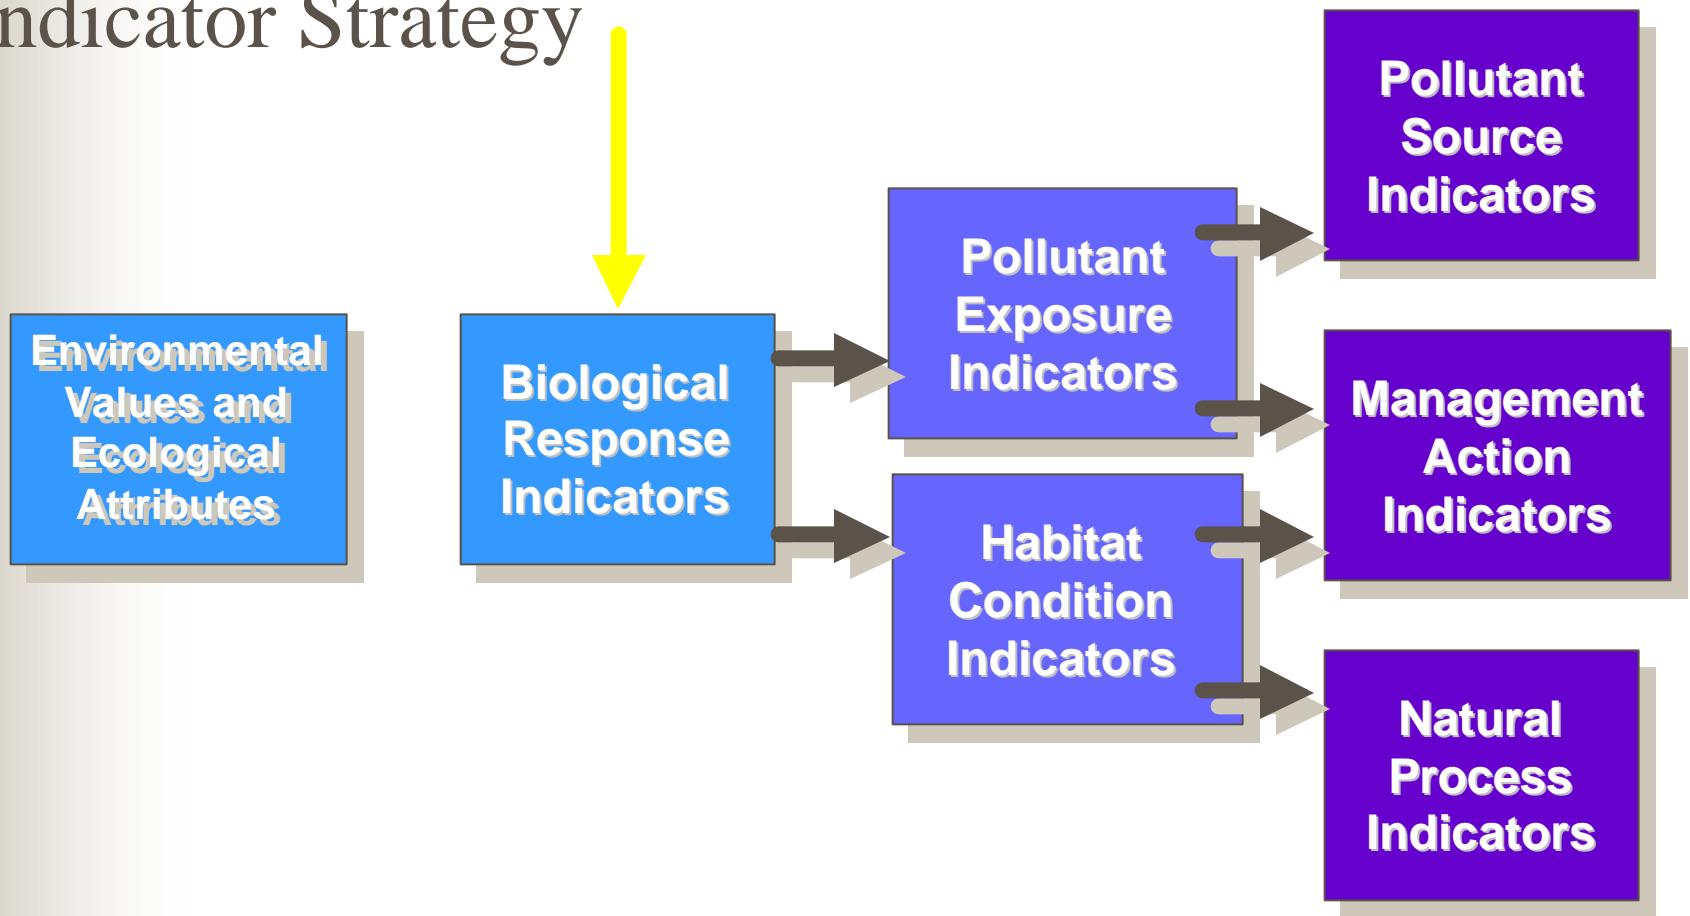 ndicator Strategy
Environmental
Values and
Ecological
Attributes
Biological
Response
Indicators
Pollutant
Exposure
Indicators
Habitat
Condition
Indicators
Pollutant
Source
Indicators
Management
Action
Indicators
Natural
Process
Indicators